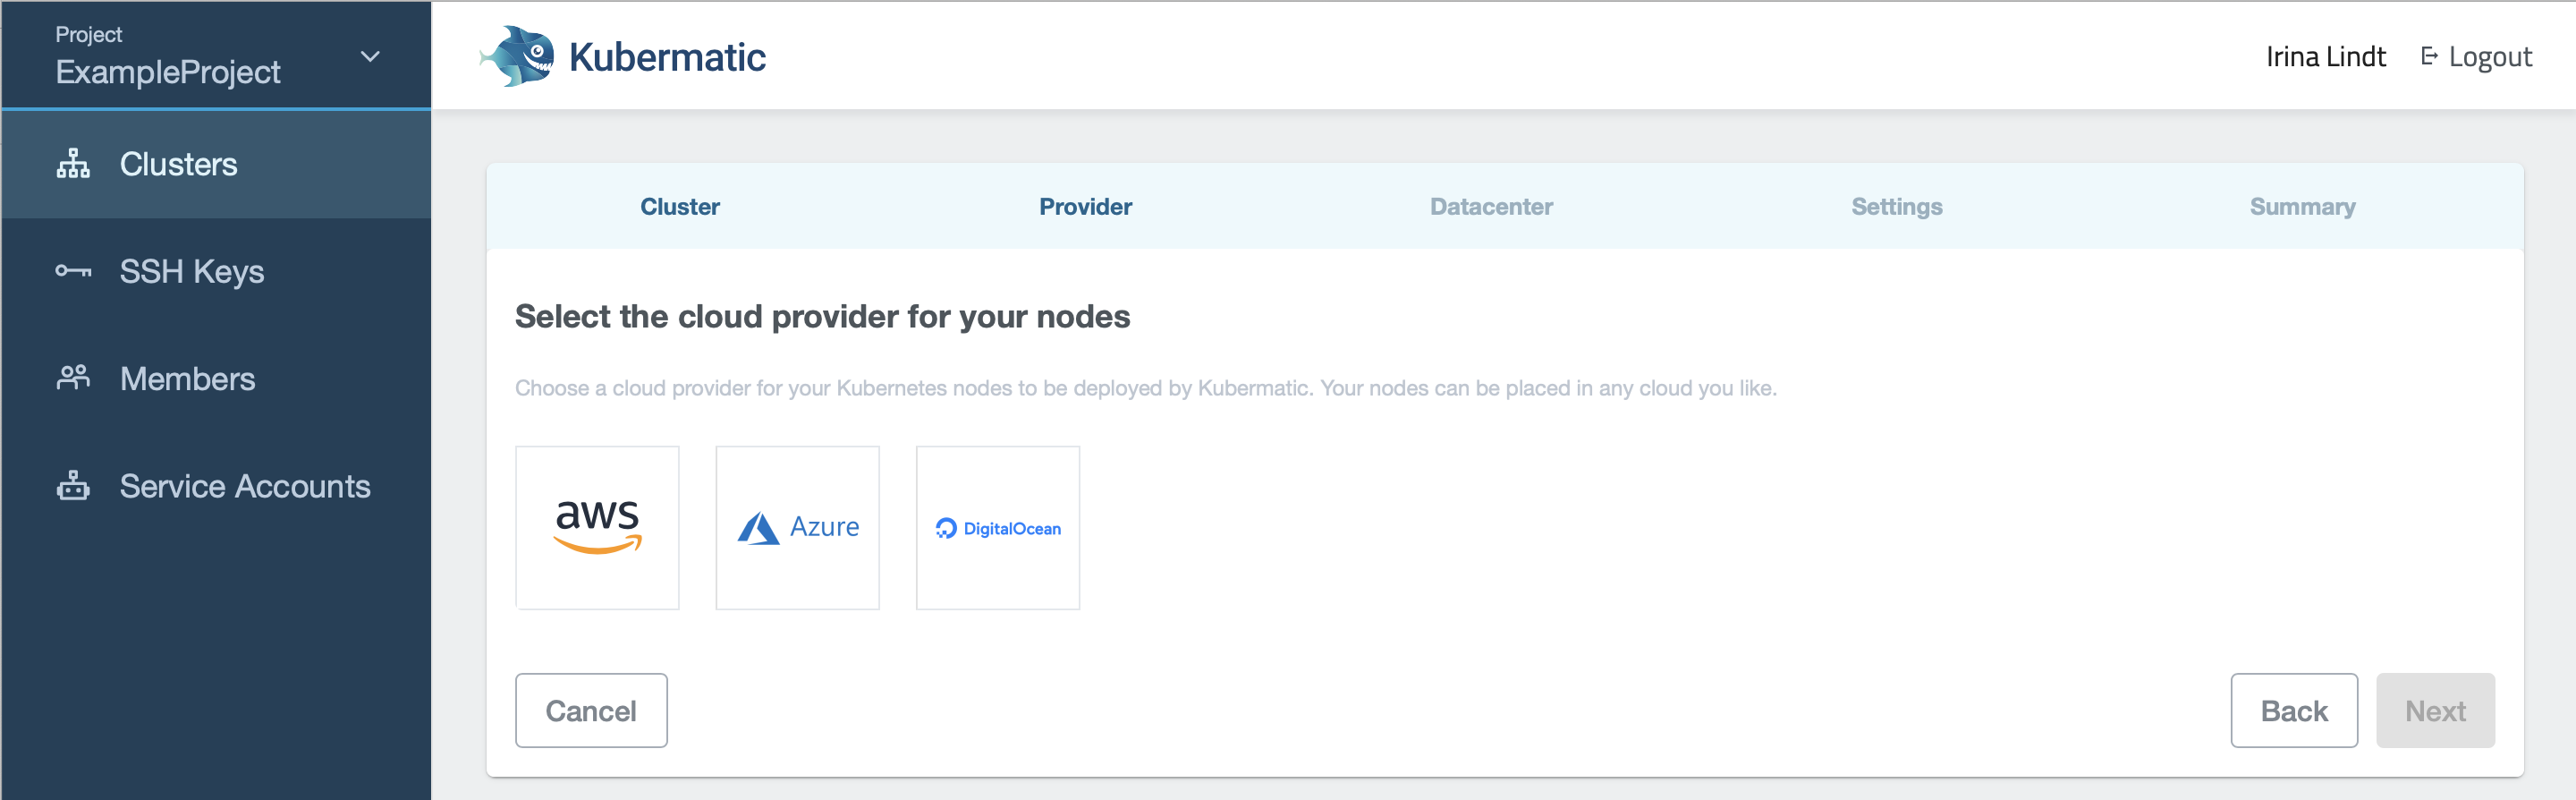 Project
ExampleProject
Kubermatic
Irina Lindt
Logout
Clusters
SSH Keys
Members
Service Accounts
Cluster
Provider
Datacenter
Settings
Summary
Select the cloud provider for your nodes
Choose a cloud provider for your Kubernetes nodes to be deployed by Kubermatic. Your nodes can be placed in any cloud you like.
aws
Azure
DigitalOcean
Cancel
Back
Next